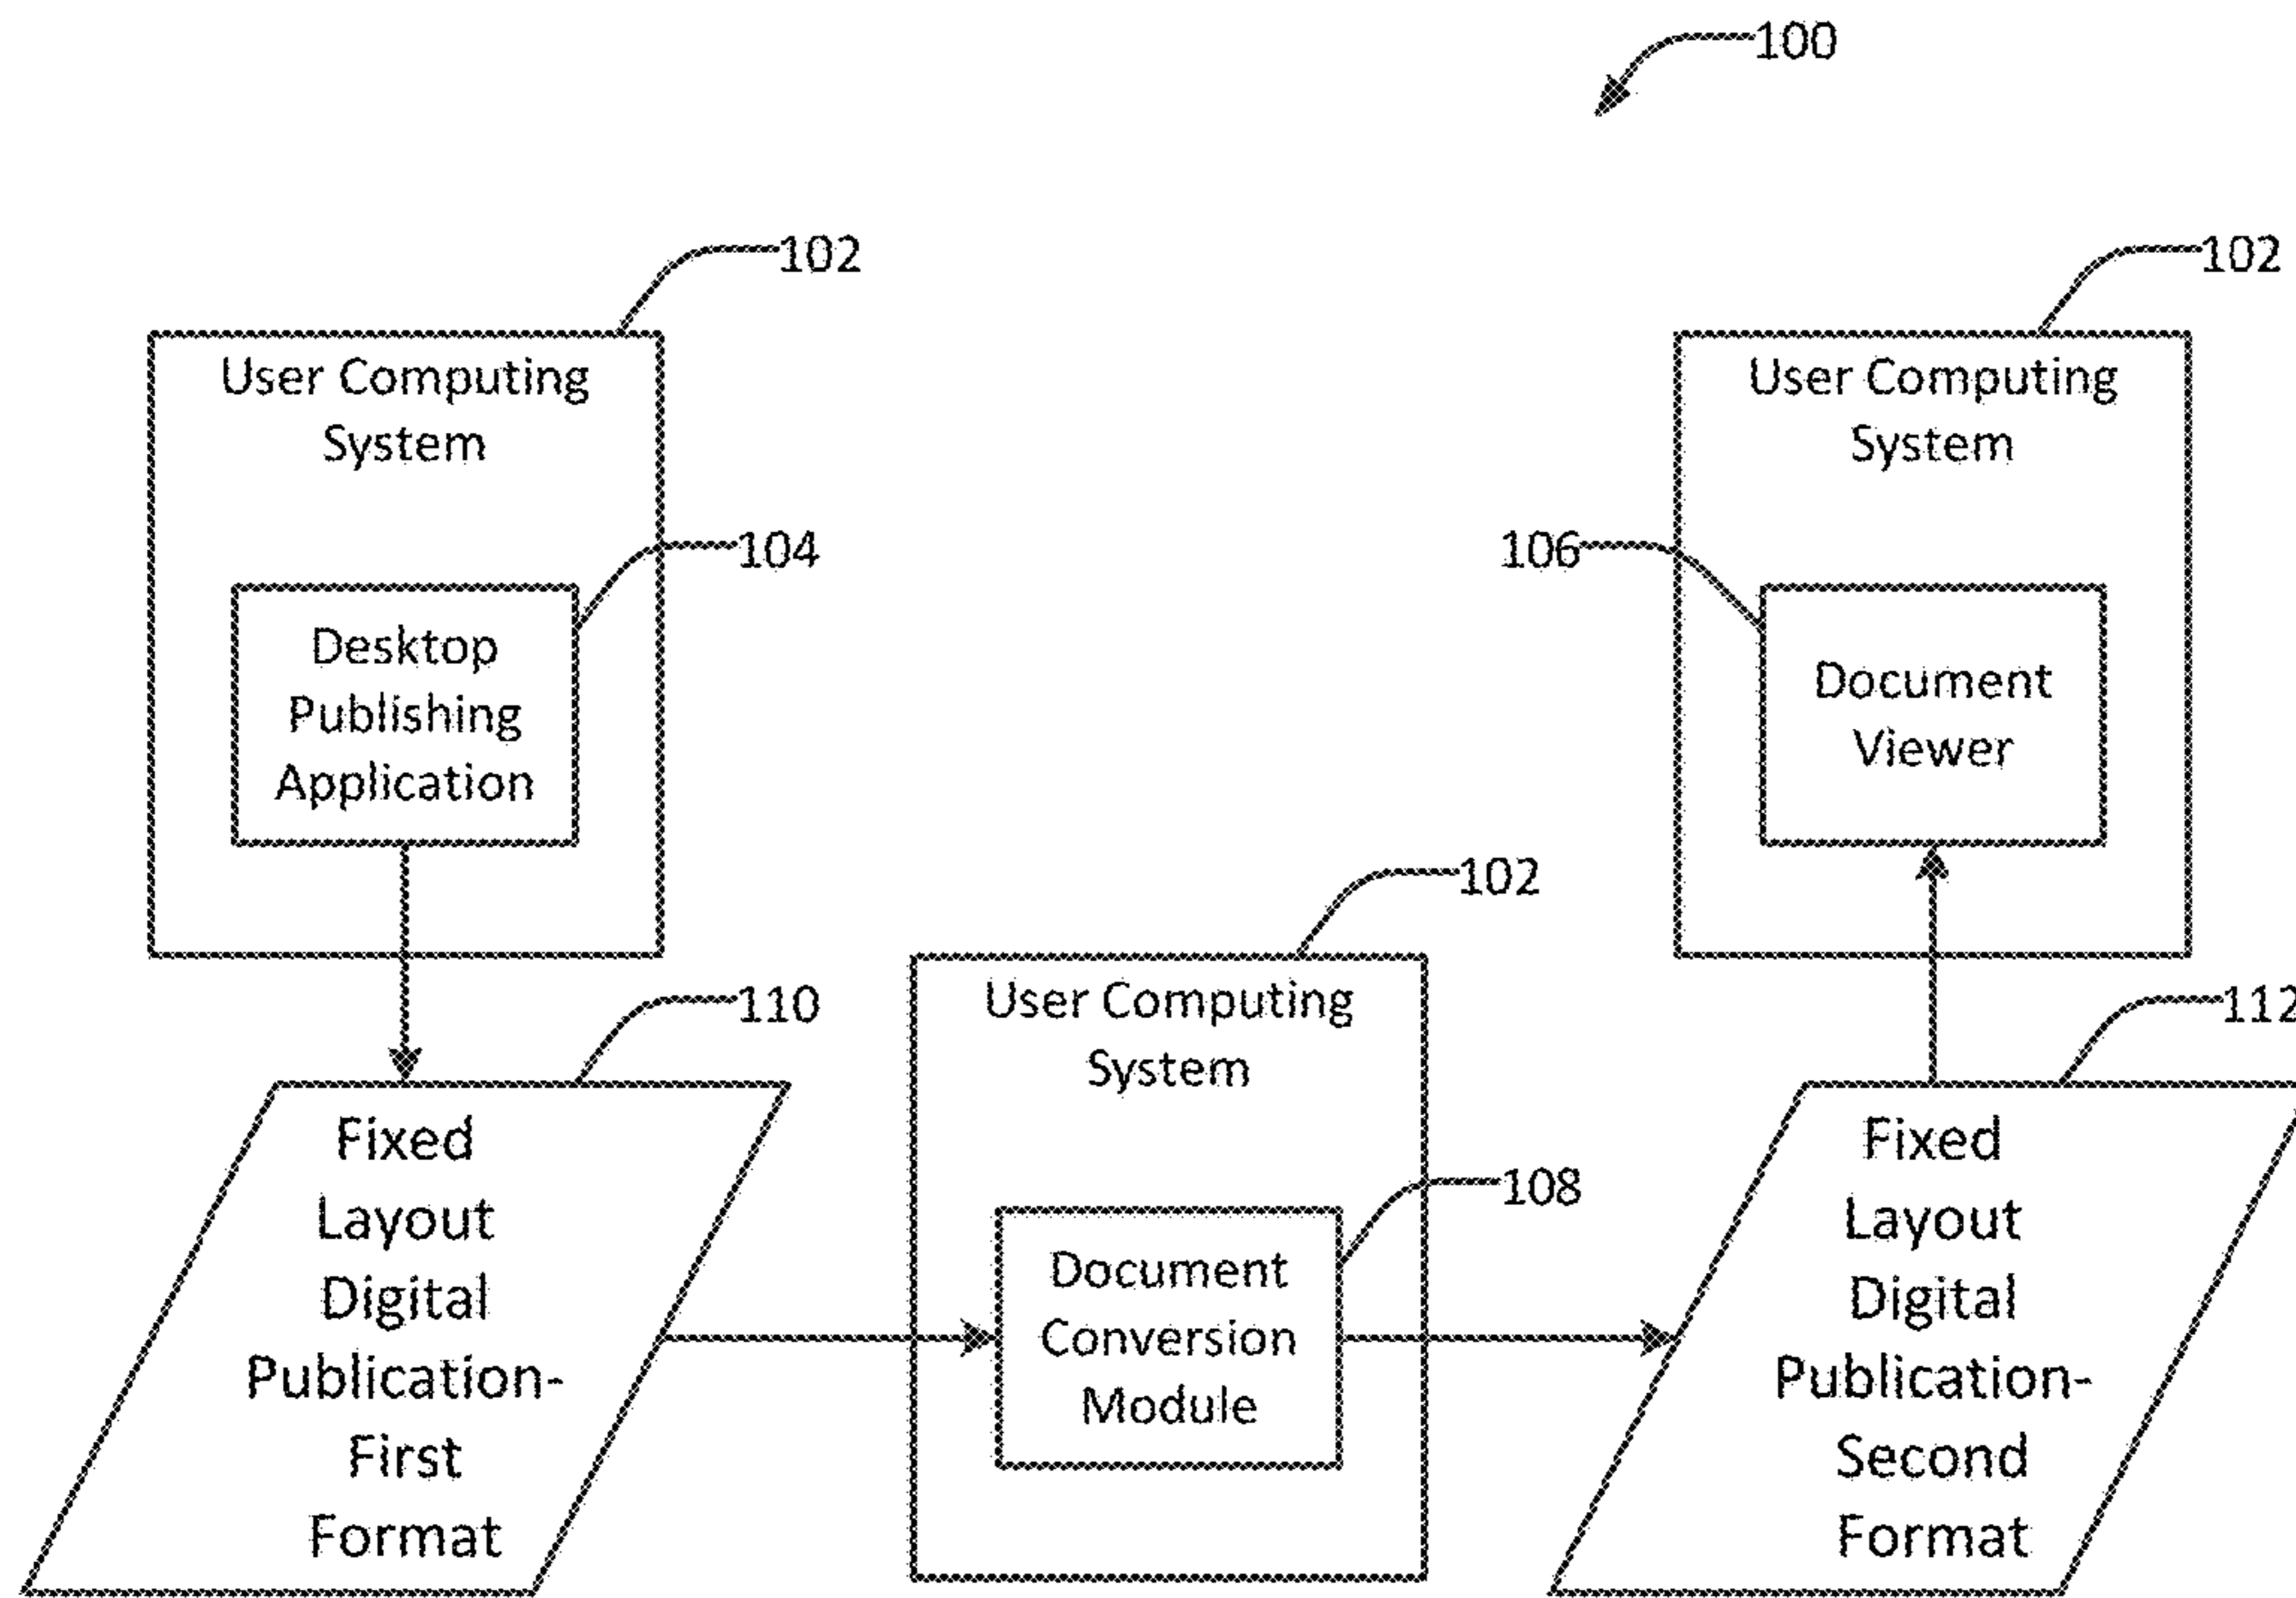 100
102
User Computing
System
104
Desktop
Publishing
Application
102
User Computing
System
106
Document
Viewer
110
Fixed
Layout
Digital
Publication-
First
Format
102
User Computing
System
108
Document
Conversion
Module
112
Fixed
Layout
Digital
Publication-
Second
Format